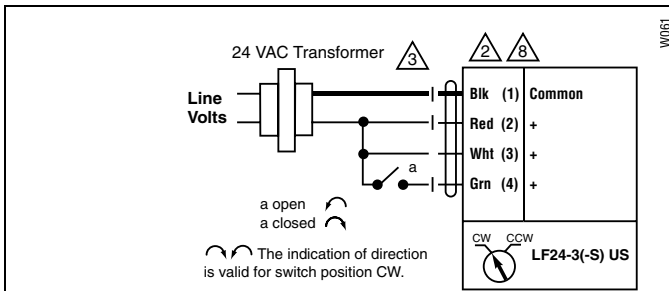 W061
24 VAC Transformer
3
2
8
Line
Volts
Blk (1) Common
Red (2) +
Wht (3) +
a
Grn (4) +
a open
a closed
The indication of direction
is valid for switch position CW.
CW CCW
LF24-3(-S) US